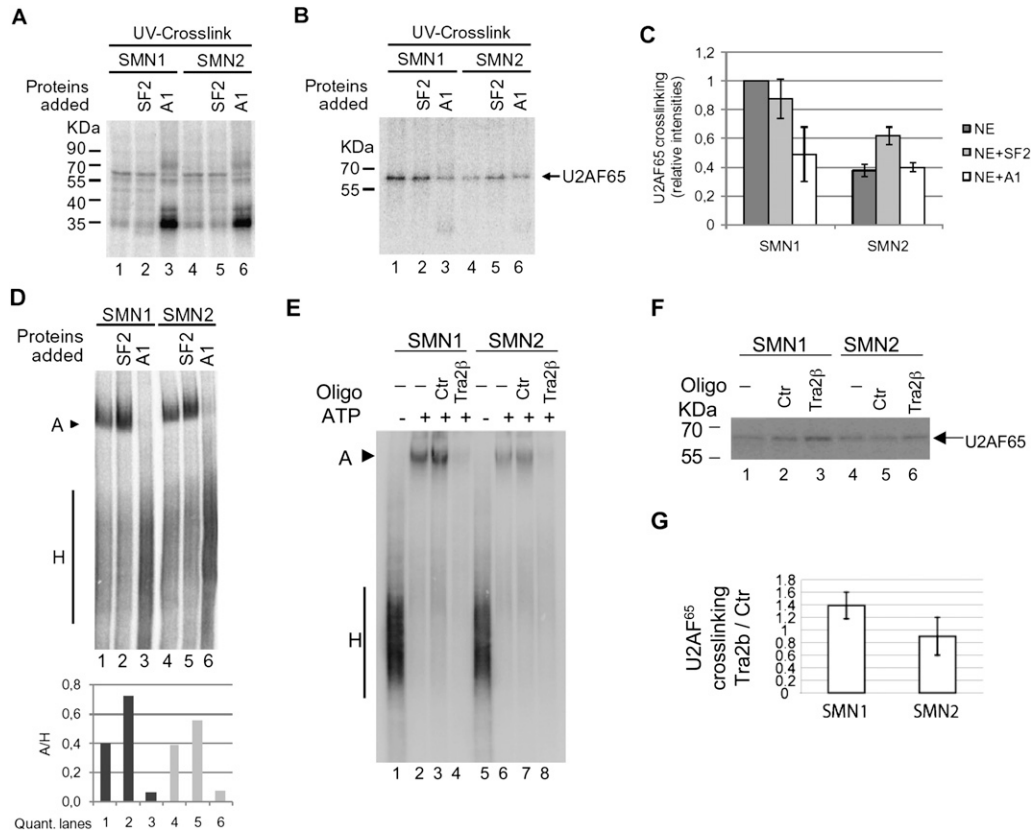 A
UV-Crosslink
SMN1 SMN2
Proteins added
SF2 A1 SF2 A1
KDa
90
70
55
40
35
1 2 3 4 5 6
B
UV-Crosslink
SMN1 SMN2
Proteins added
SF2 A1 SF2 A1
KDa
70
55
U2AF65
1 2 3 4 5 6
C
U2AF65 crosslinking
(relative intensities)
1,2
1
0,8
0,6
0,4
0,2
0
SMN1 SMN2
NE
NE+SF2
NE+A1
D
SMN1 SMN2
Proteins added
SF2 A1 SF2 A1
A
H
1 2 3 4 5 6
A/H
0,8
0,6
0,4
0,2
0,0
Quant. lanes 1 2 3 4 5 6
E
SMN1 SMN2
Oligo – – Ctr Tra2β – – Ctr Tra2β
ATP - + + + - + + +
A
H
1 2 3 4 5 6 7 8
F
SMN1 SMN2
Oligo – Ctr Tra2β – Ctr Tra2β
KDa
70
55
U2AF65
1 2 3 4 5 6
G
U2AF65
crosslinking
Tra2b / Ctr
1.8
1.6
1.4
1.2
1
0.8
0.6
0.4
0.2
0
SMN1 SMN2